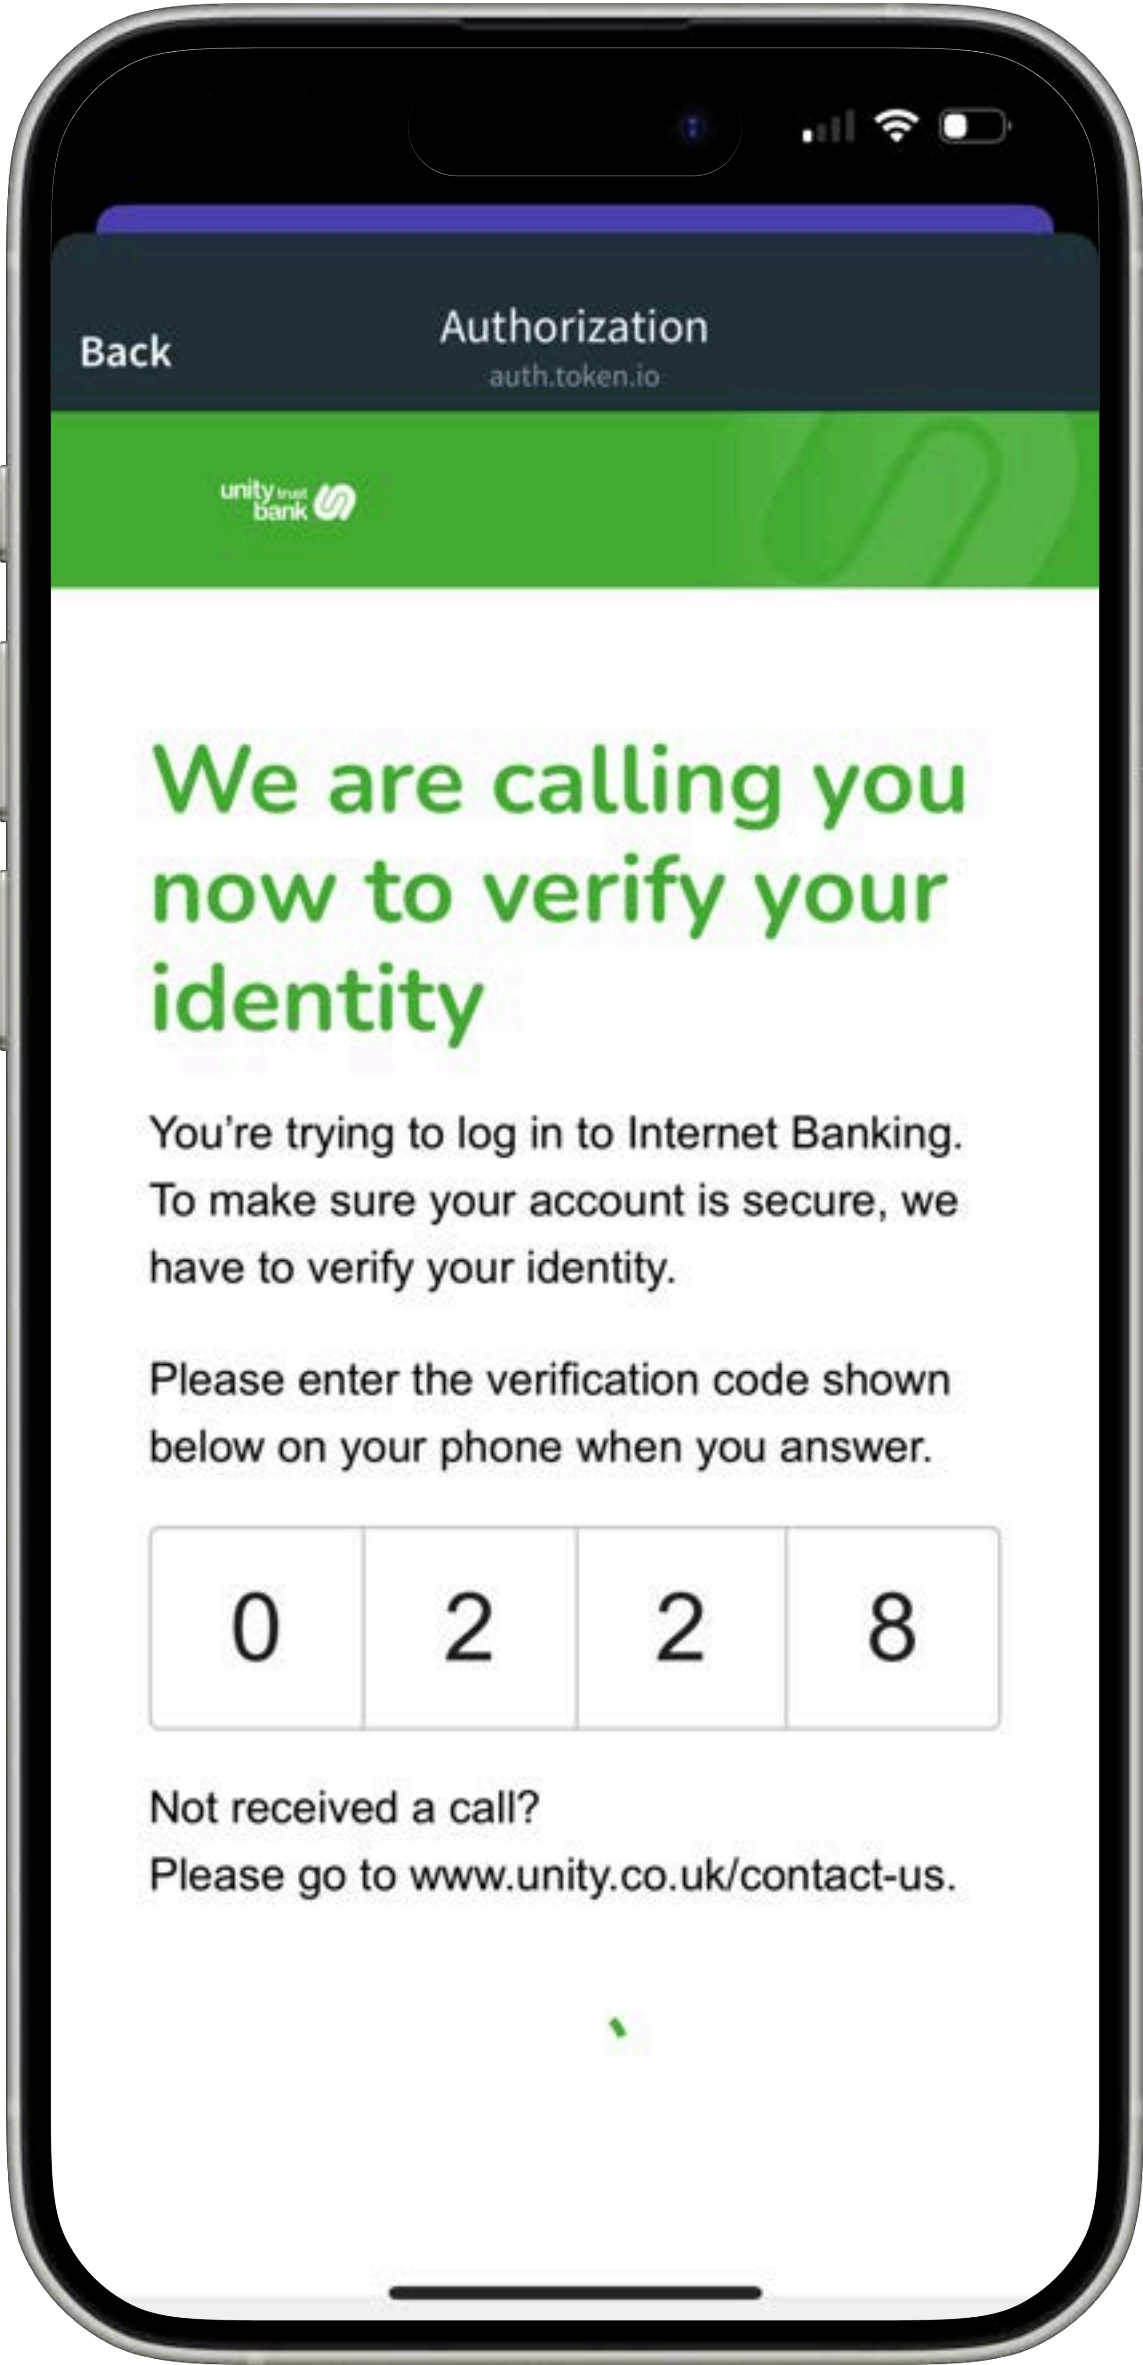 Back
Authorization
auth.token.io
unity trust
bank
We are calling you
now to verify your
identity
You're trying to log in to Internet Banking.
To make sure your account is secure, we
have to verify your identity.
Please enter the verification code shown
below on your phone when you answer.
0 2 2 8
Not received a call?
Please go to www.unity.co.uk/contact-us.